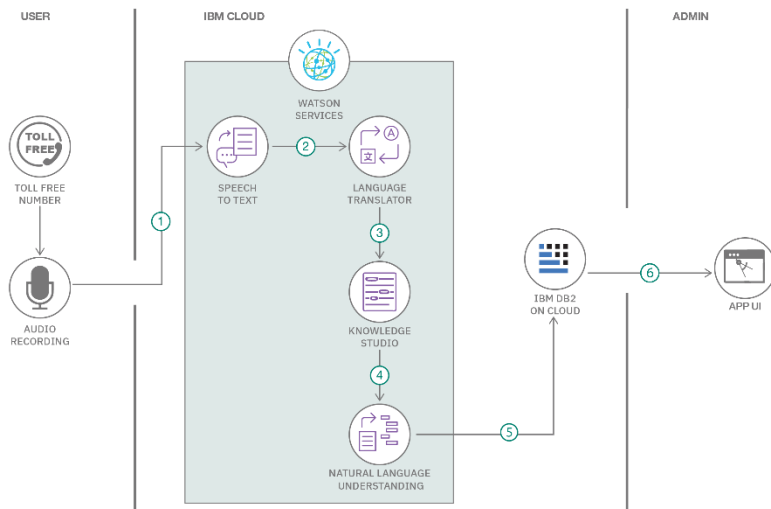 USER
IBM CLOUD
ADMIN
WATSON
SERVICES
TOLL
FREE
TOLL FREE
NUMBER
1
SPEECH
TO TEXT
2
A
文
LANGUAGE
TRANSLATOR
3
AUDIO
RECORDING
KNOWLEDGE
STUDIO
4
NATURAL LANGUAGE
UNDERSTANDING
5
IBM DB2
ON CLOUD
6
APP UI